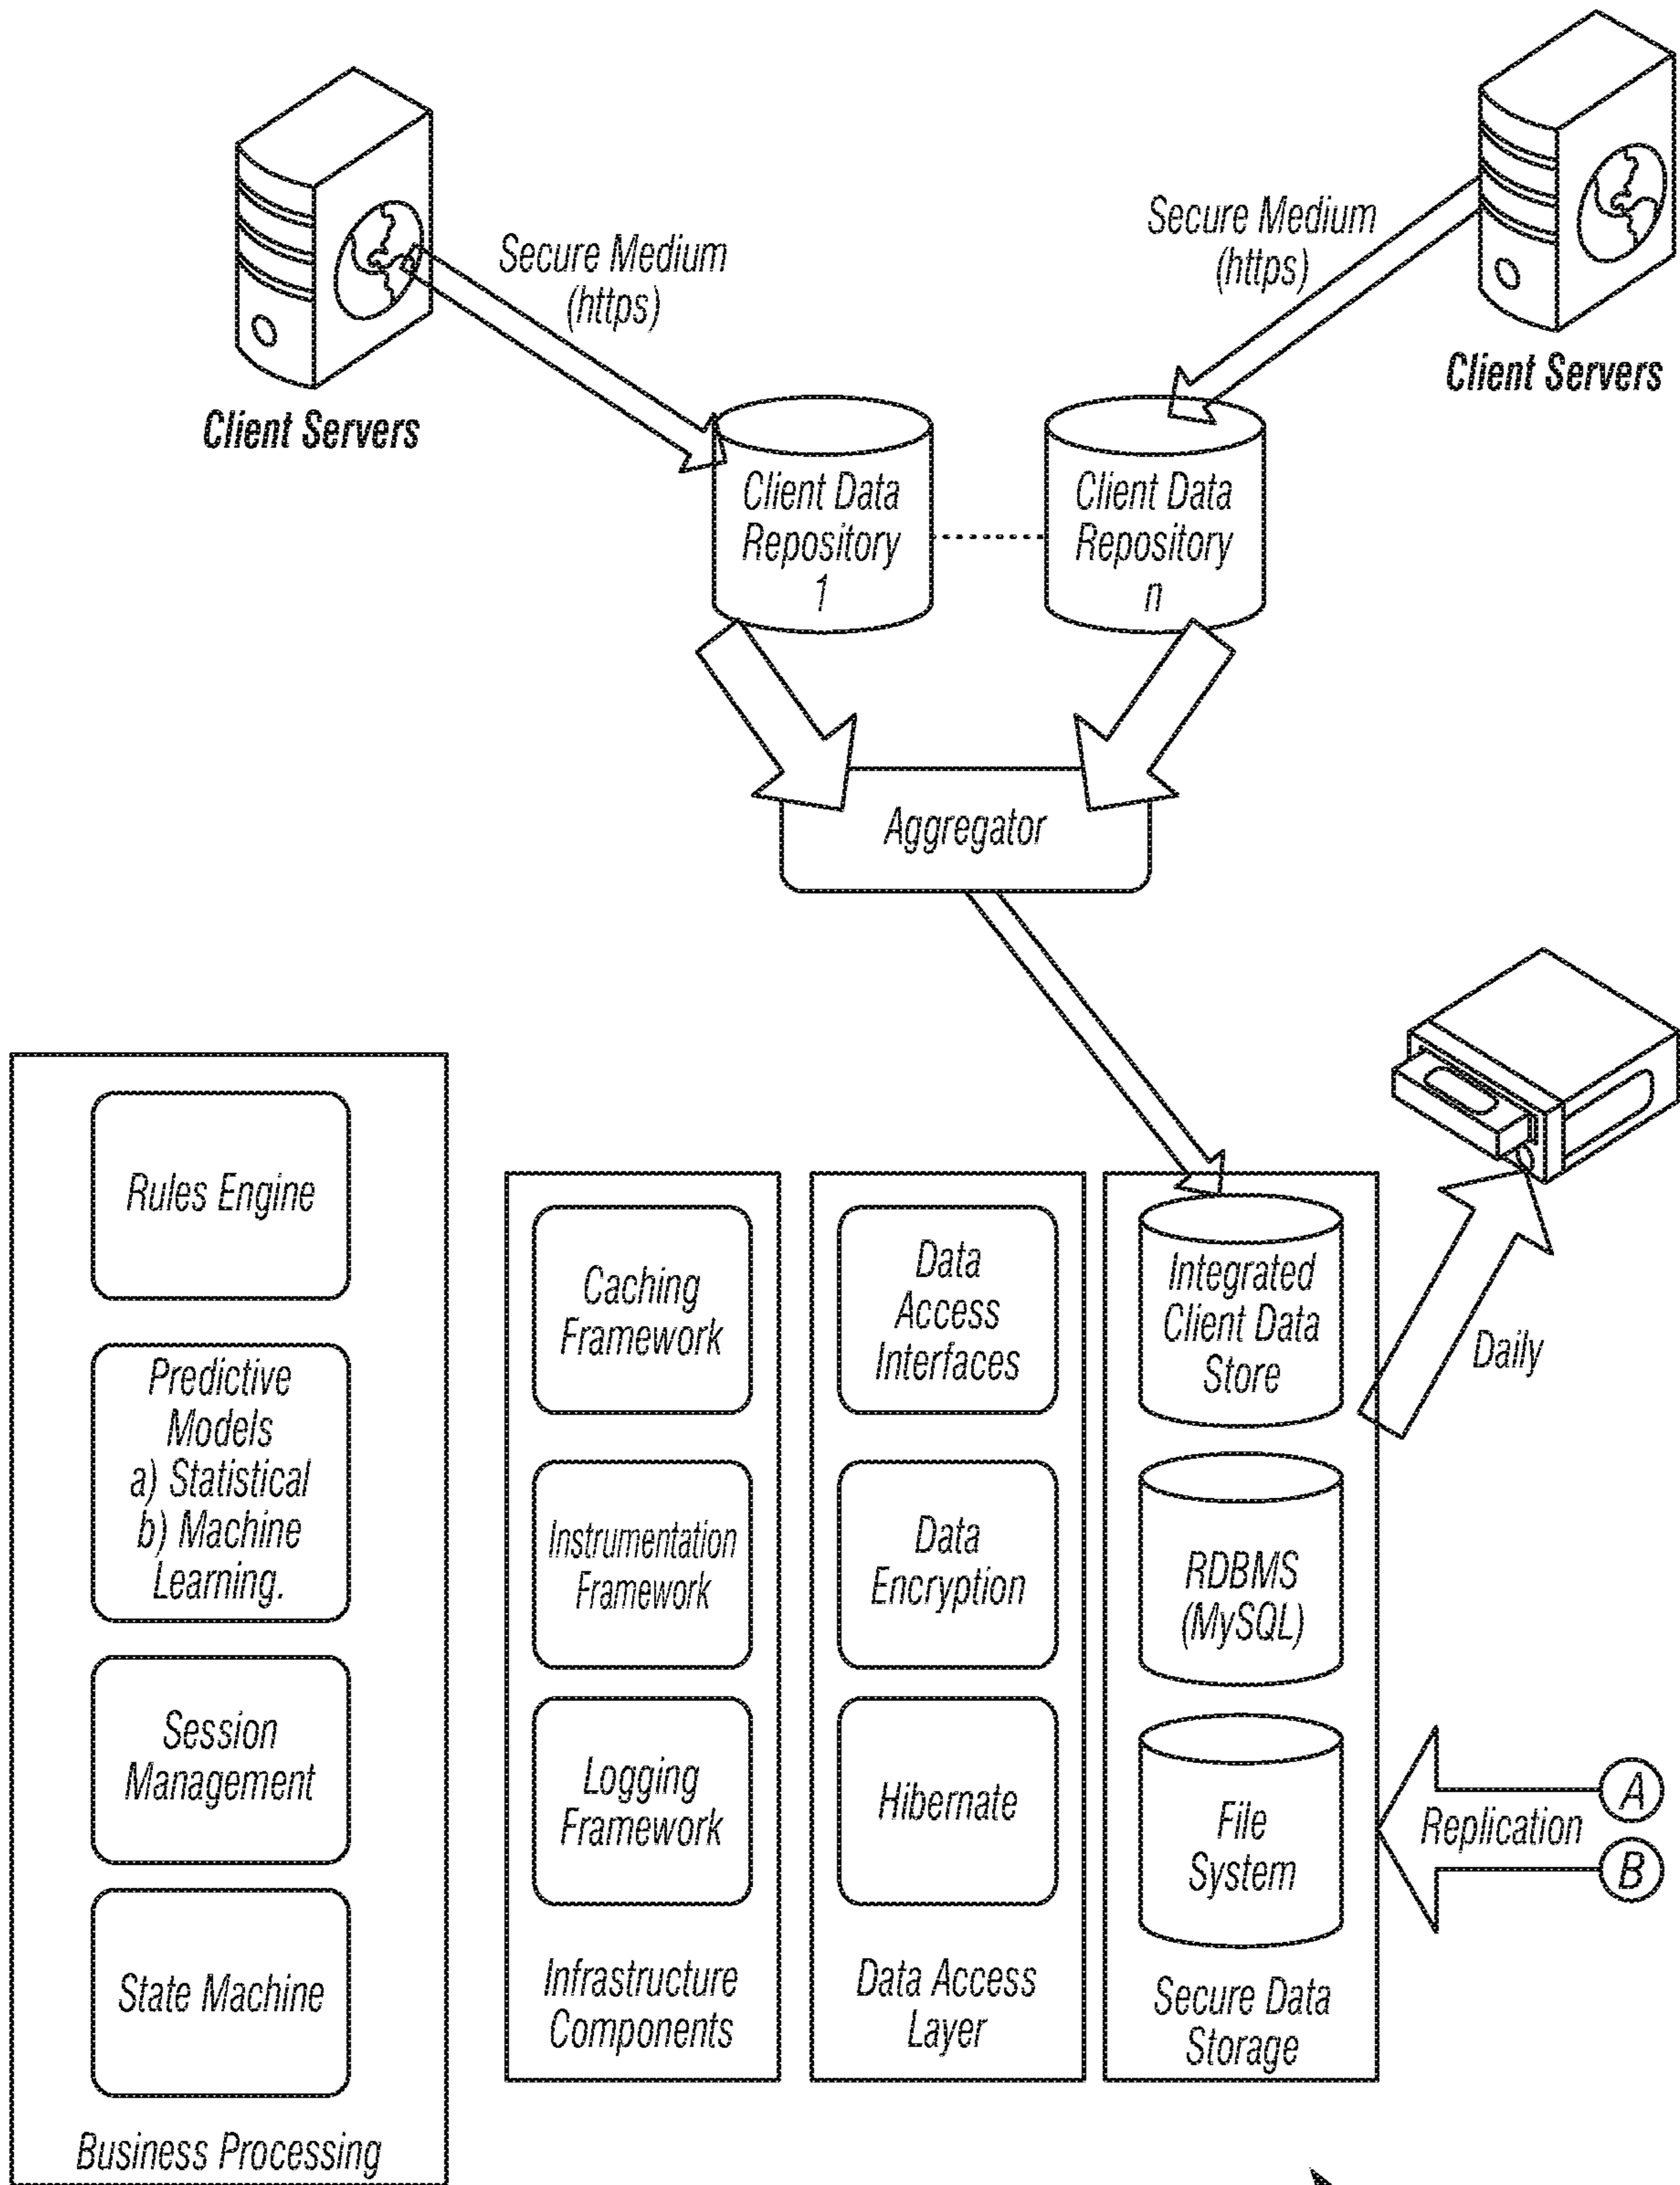 Secure Medium
(https)
Client Servers
Secure Medium
(https)
Client Servers
Client Data
Repository
1
Client Data
Repository
n
Aggregator
Rules Engine
Predictive
Models
a) Statistical
b) Machine
Learning.
Session
Management
State Machine
Business Processing
Caching
Framework
Instrumentation
Framework
Logging
Framework
Infrastructure
Components
Data
Access
Interfaces
Data
Encryption
Hibernate
Data Access
Layer
Integrated
Client Data
Store
RDBMS
(MySQL)
File
System
Secure Data
Storage
Daily
Replication
A
B